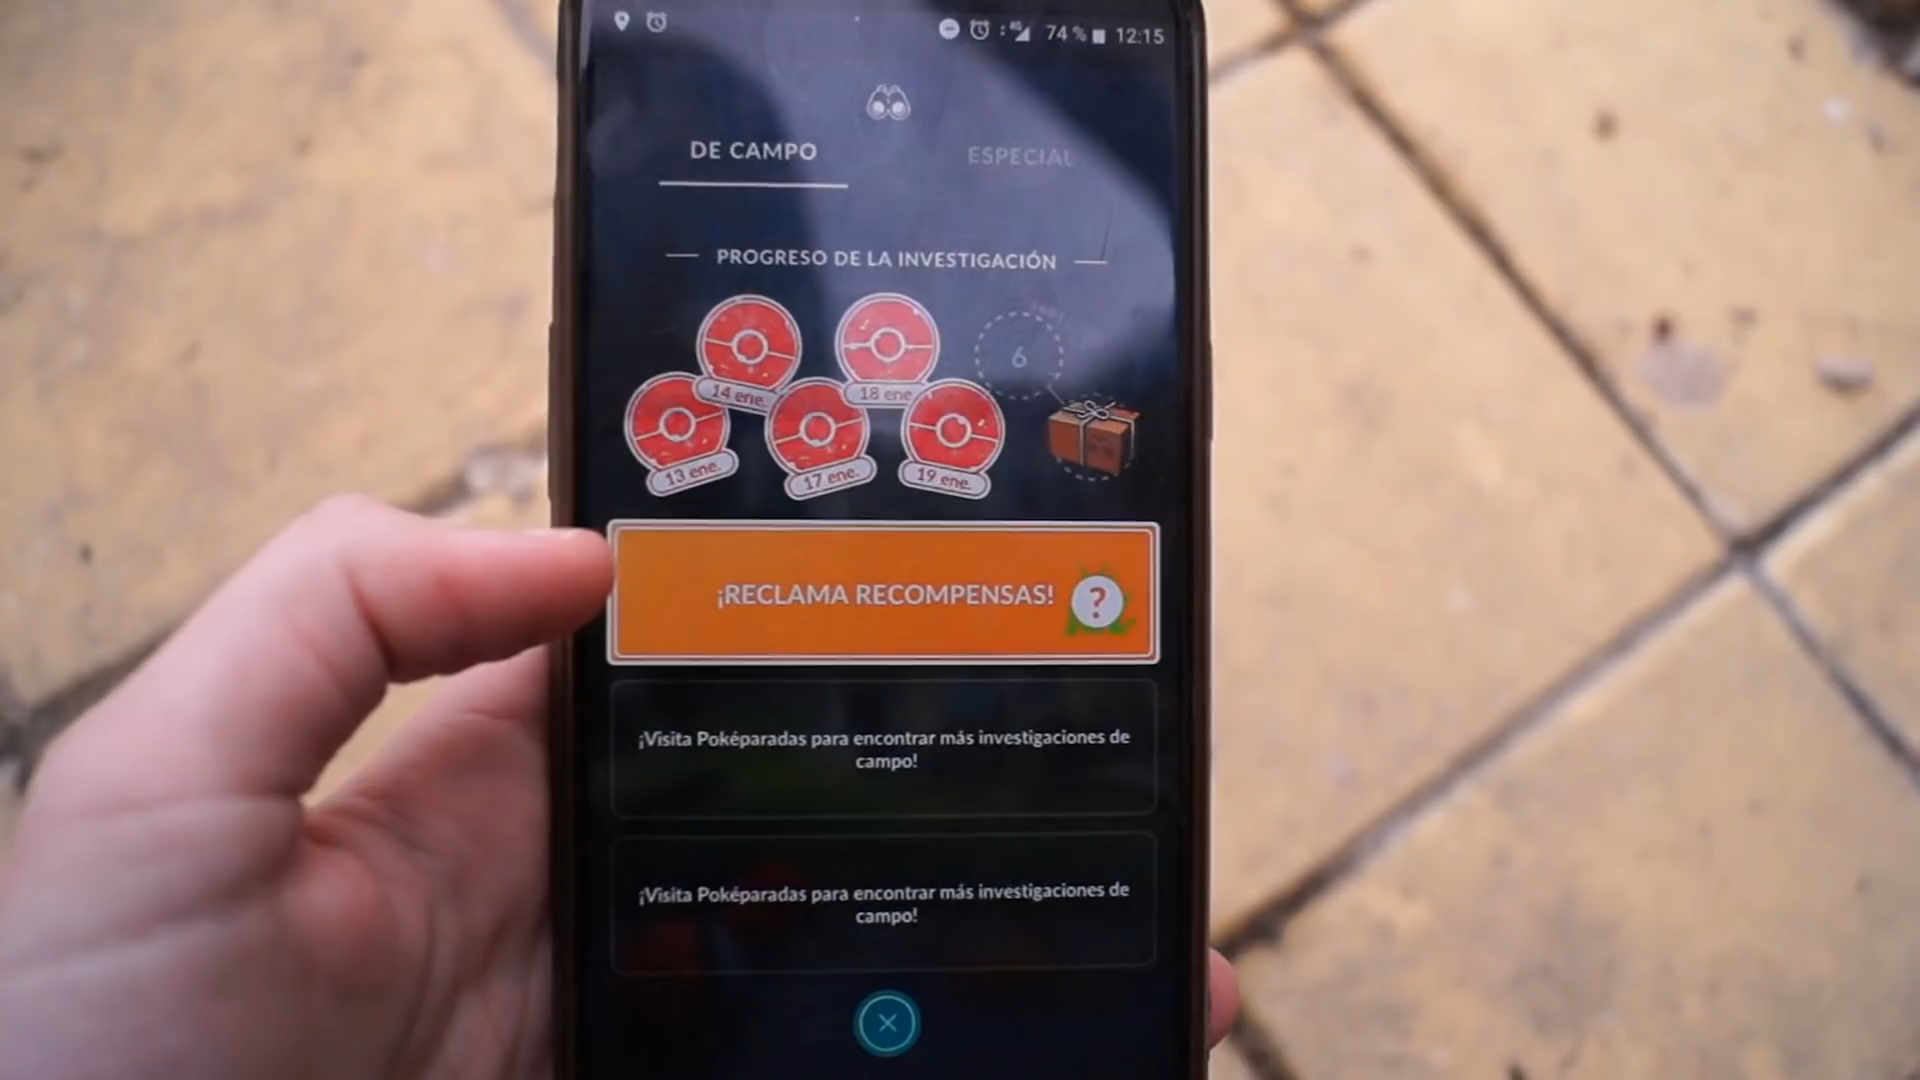 4G 74 % 12:15
DE CAMPO
ESPECIAL
PROGRESO DE LA INVESTIGACIÓN
14 ene.
18 ene.
6
13 ene.
17 ene.
19 ene.
¡RECLAMA RECOMPENSAS!
?
¡Visita Poképaradas para encontrar más investigaciones de
campo!
¡Visita Poképaradas para encontrar más investigaciones de
campo!